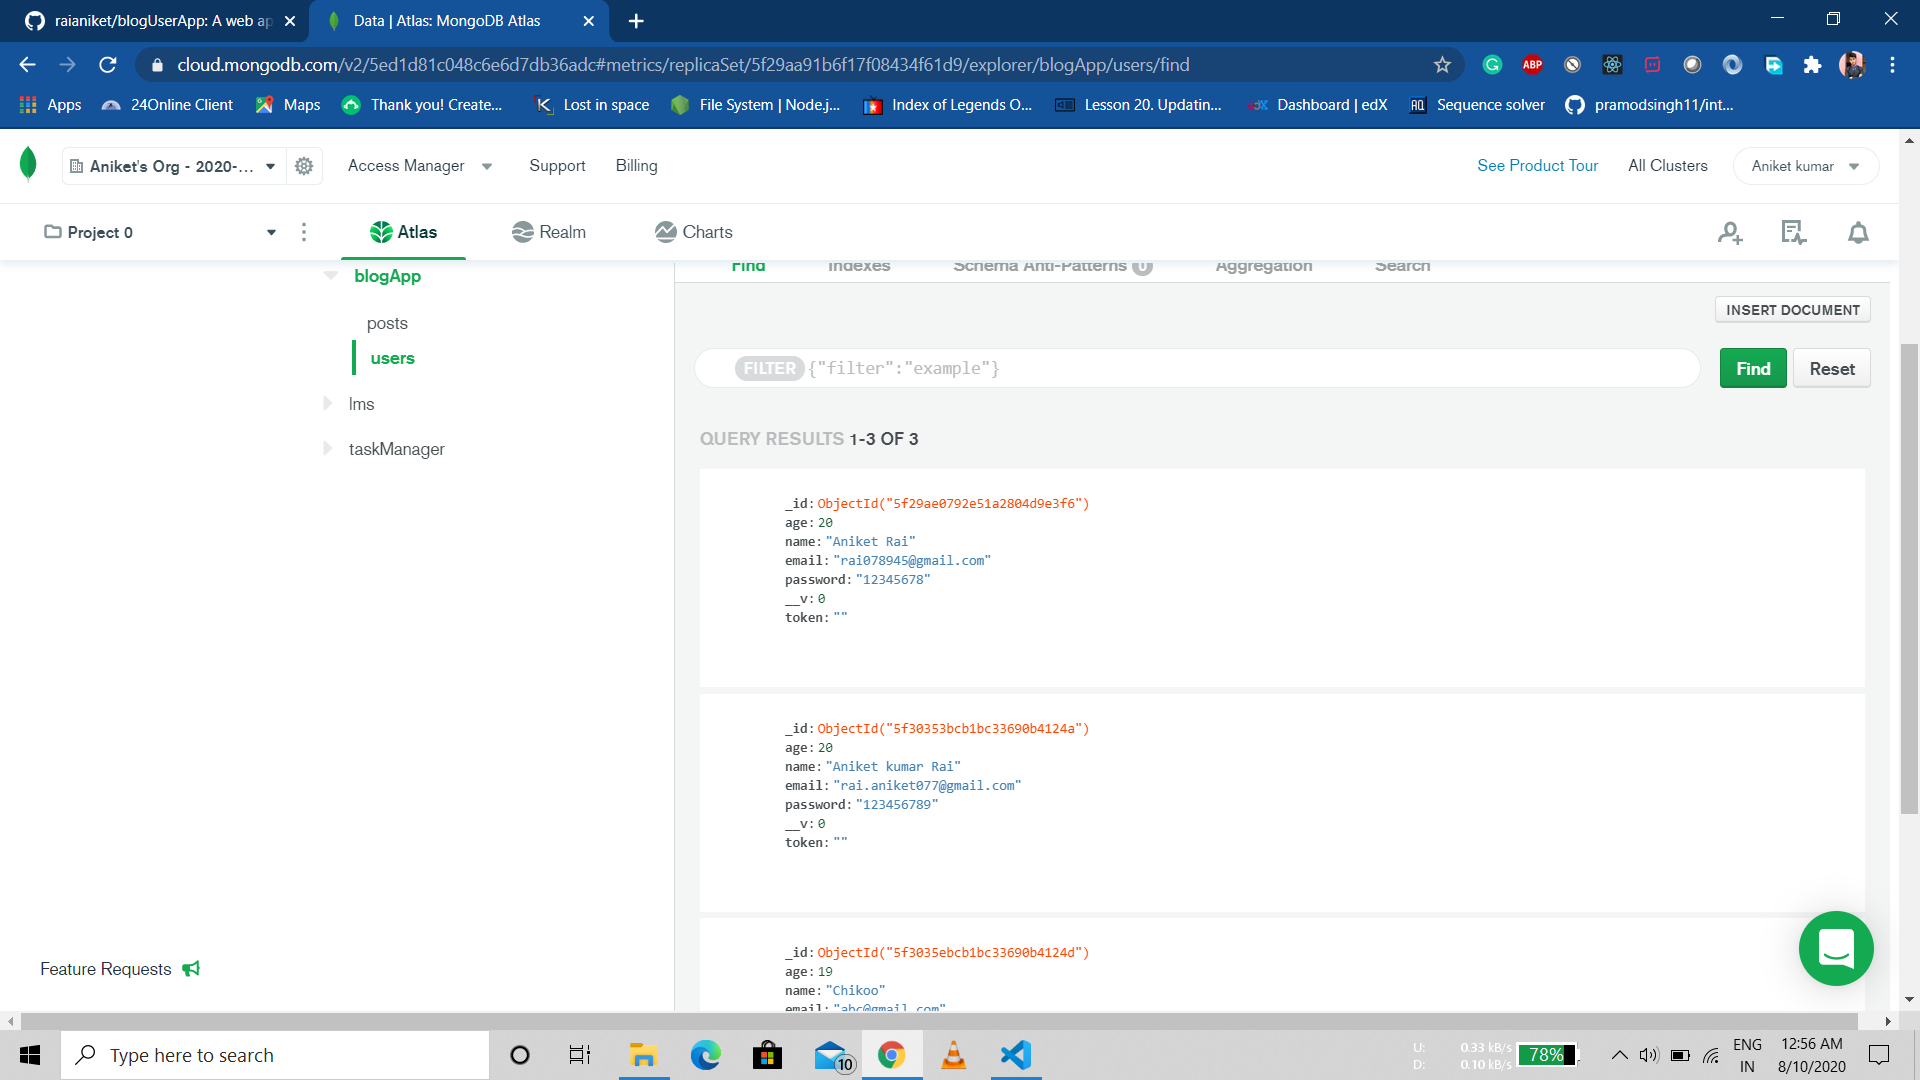 raianiket/blogUserApp: A web ap
Data | Atlas: MongoDB Atlas
cloud.mongodb.com/v2/5ed1d81c048c6e6d7db36adc#metrics/replicaSet/5f29aa91b6f17f08434f61d9/explorer/blogApp/users/find
ABP
Apps
24Online Client
Maps
Thank you! Create...
Lost in space
File System | Node.j...
Index of Legends O...
Lesson 20. Updatin...
Dashboard | edX
Sequence solver
pramodsingh11/int...
Aniket's Org - 2020-...
Access Manager
Support
Billing
See Product Tour
All Clusters
Aniket kumar
Project 0
Atlas
Realm
Charts
Find
Indexes
Schema Anti-Patterns 0
Aggregation
Search
blogApp
posts
users
lms
taskManager
INSERT DOCUMENT
FILTER {"filter":"example"}
Find
Reset
QUERY RESULTS 1-3 OF 3
_id: ObjectId("5f29ae0792e51a2804d9e3f6")
age: 20
name: "Aniket Rai"
email: "rai078945@gmail.com"
password: "12345678"
__v: 0
token: ""
_id: ObjectId("5f30353bcb1bc33690b4124a")
age: 20
name: "Aniket kumar Rai"
email: "rai.aniket077@gmail.com"
password: "123456789"
__v: 0
token: ""
_id: ObjectId("5f3035ebcb1bc33690b4124d")
age: 19
name: "Chikoo"
email: "abc@gmail.com"
Feature Requests
Type here to search
10
U: 0.33 kB/s
D: 0.10 kB/s
78%
ENG
IN
12:56 AM
8/10/2020